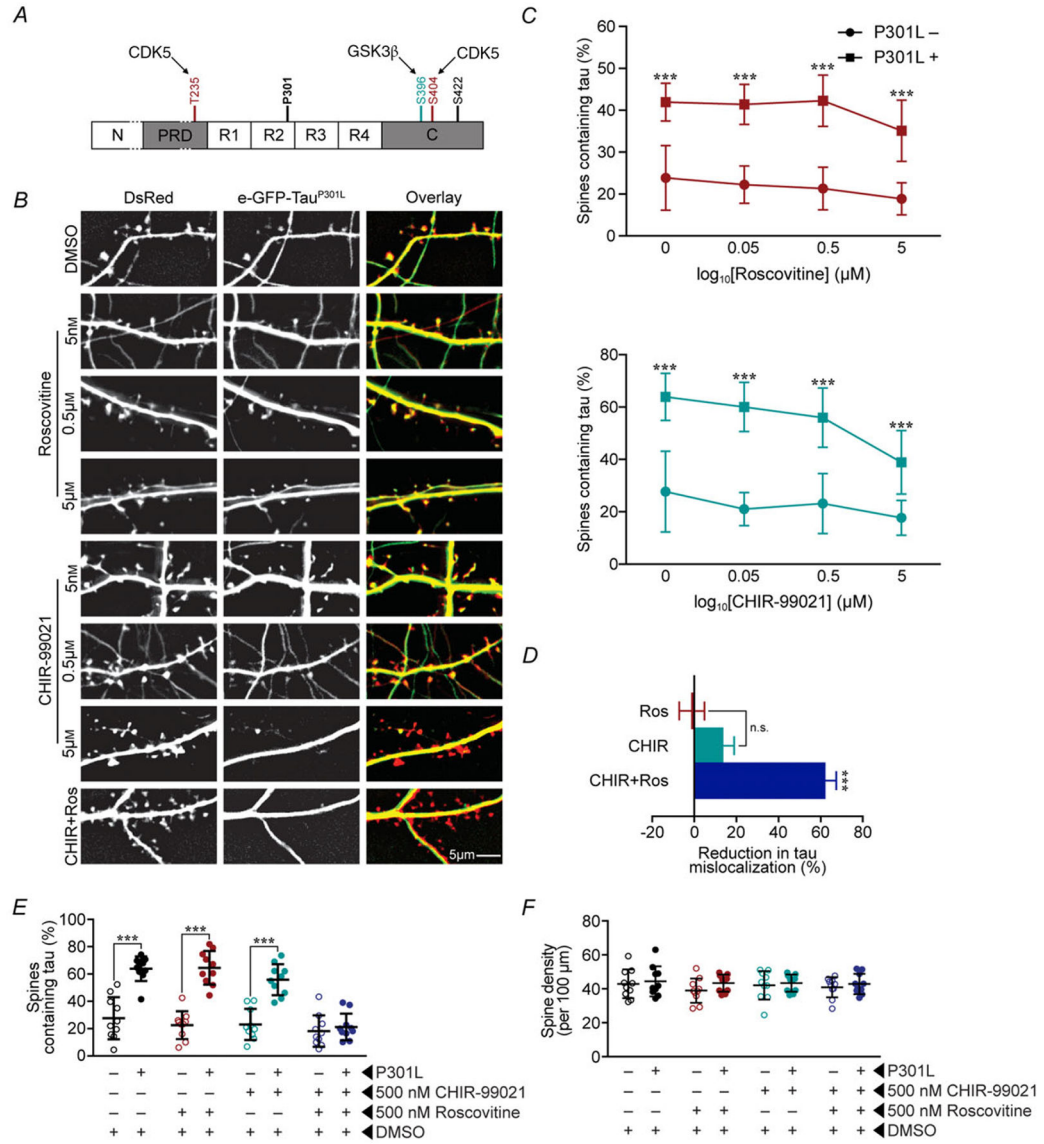 A
CDK5
GSK3β
CDK5
T235
P301
S396
S404
S422
N
PRD
R1
R2
R3
R4
C
B
DsRed
e-GFP-Tau^P301L
Overlay
DMSO
Roscovitine
5nM
0.5μM
5μM
CHIR-99021
5nM
0.5μM
5μM
CHIR+Ros
5μm
C
P301L –
P301L +
Spines containing tau (%)
60
40
20
0
*** *** *** ***
0 0.05 0.5 5
log10[Roscovitine] (μM)
Spines containing tau (%)
80
60
40
20
0
*** *** *** ***
0 0.05 0.5 5
log10[CHIR-99021] (μM)
D
Ros
CHIR
CHIR+Ros
n.s.
***
-20 0 20 40 60 80
Reduction in tau
mislocalization (%)
E
Spines
containing tau (%)
100
80
60
40
20
0
*** *** ***
– + – + – + – + P301L
– – – – + + + + 500 nM CHIR-99021
– – + + – – + + 500 nM Roscovitine
+ + + + + + + + DMSO
F
Spine density
(per 100 μm)
80
60
40
20
0
– + – + – + – + P301L
– – – – + + + + 500 nM CHIR-99021
– – + + – – + + 500 nM Roscovitine
+ + + + + + + + DMSO